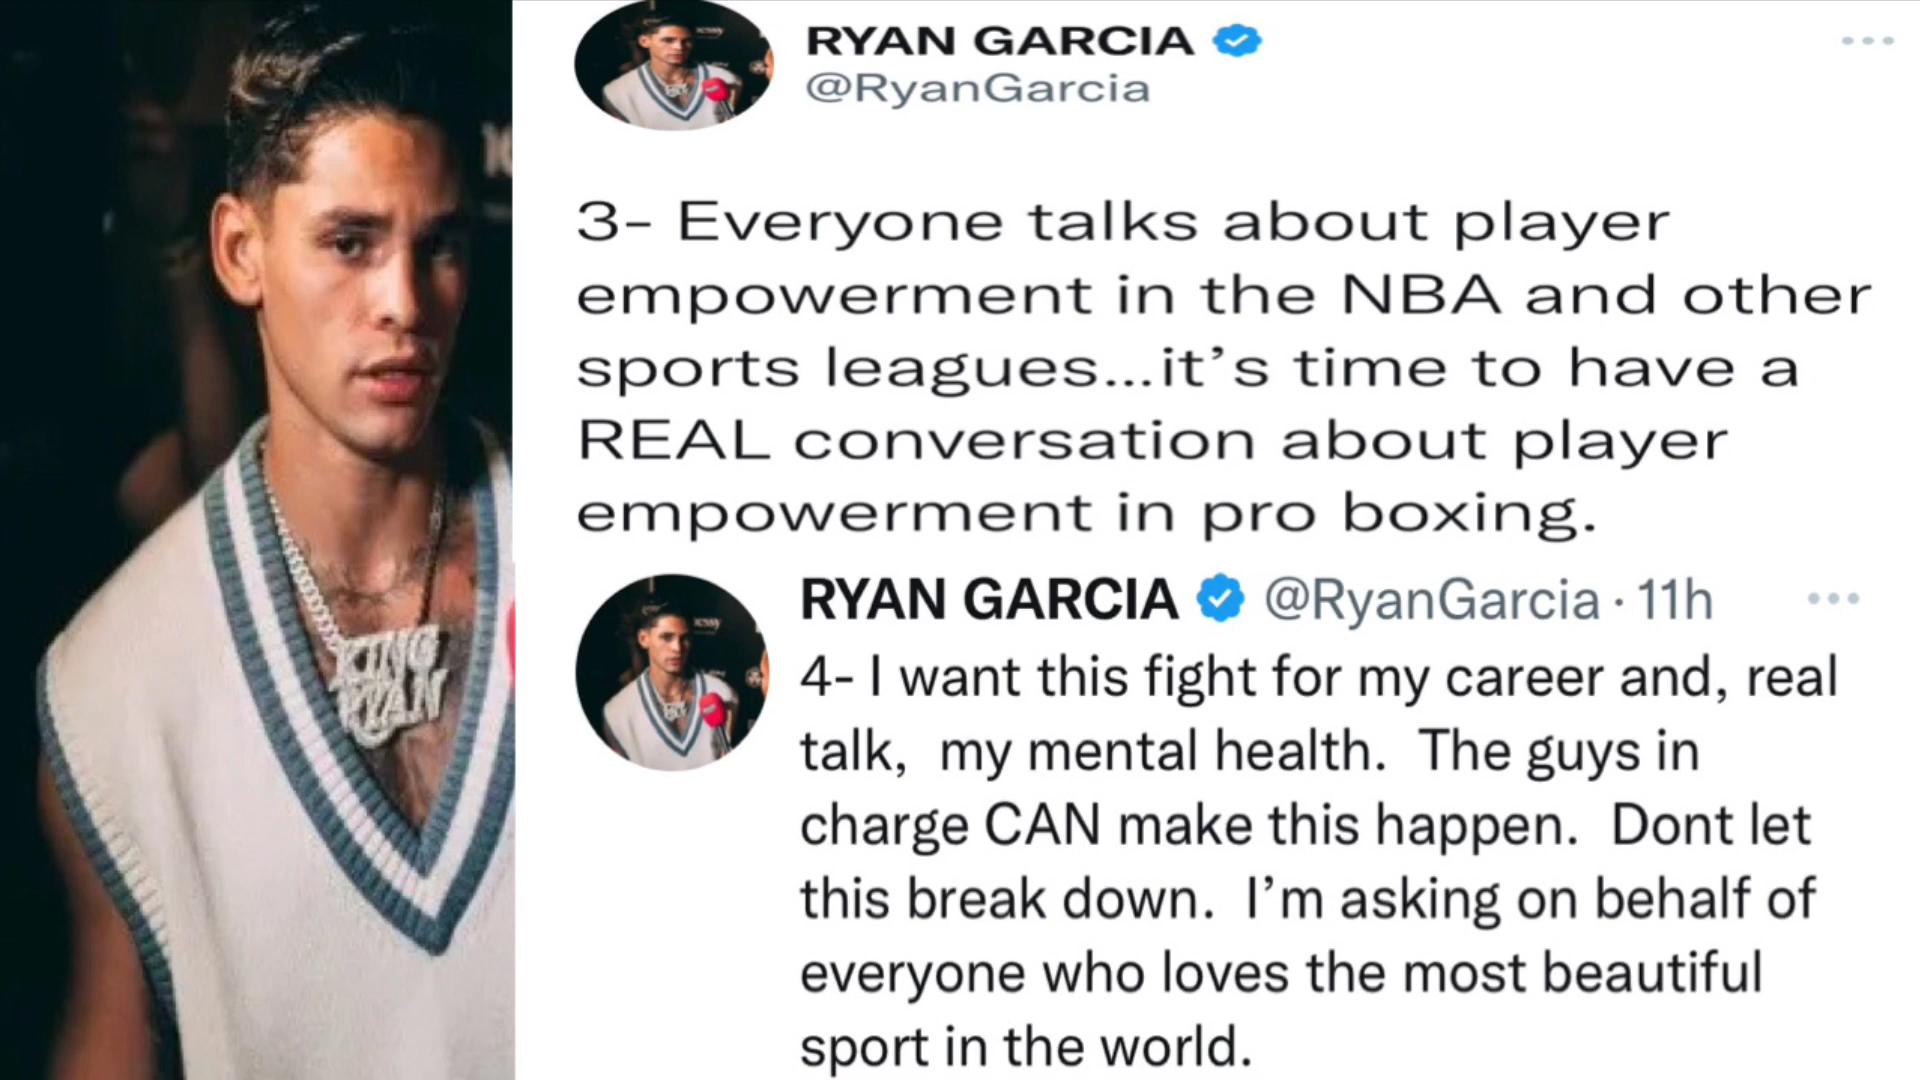 RYAN GARCIA
@RyanGarcia
3- Everyone talks about player
empowerment in the NBA and other
sports leagues...it's time to have a
REAL conversation about player
empowerment in pro boxing.
RYAN GARCIA @RyanGarcia · 11h
4- I want this fight for my career and, real
talk,  my mental health.  The guys in
charge CAN make this happen.  Dont let
this break down.  I'm asking on behalf of
everyone who loves the most beautiful
sport in the world.
KING
RYAN